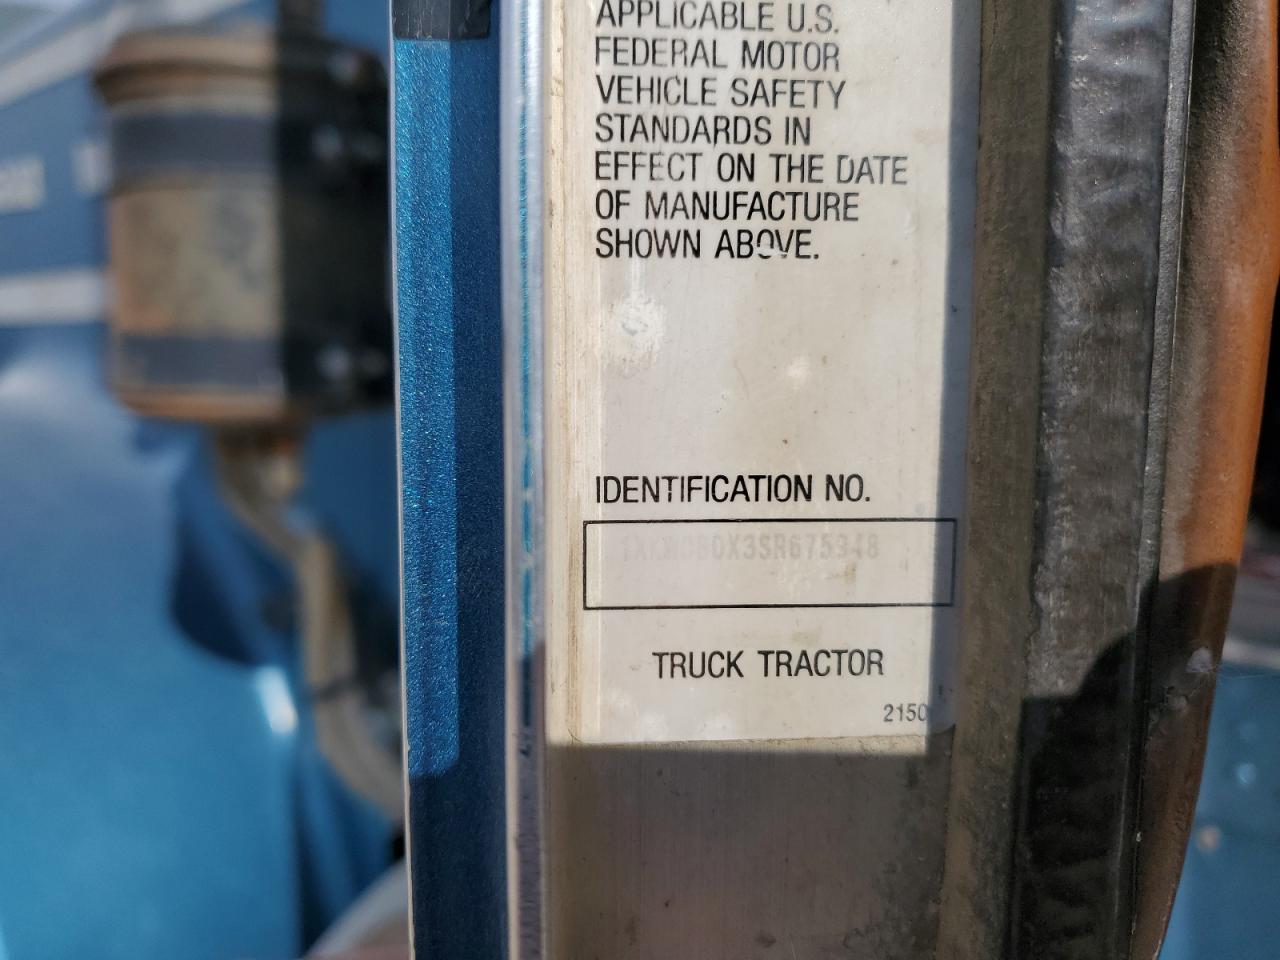 APPLICABLE U.S.
FEDERAL MOTOR
VEHICLE SAFETY
STANDARDS IN
EFFECT ON THE DATE
OF MANUFACTURE
SHOWN ABOVE.
IDENTIFICATION NO.
TRUCK TRACTOR
2150